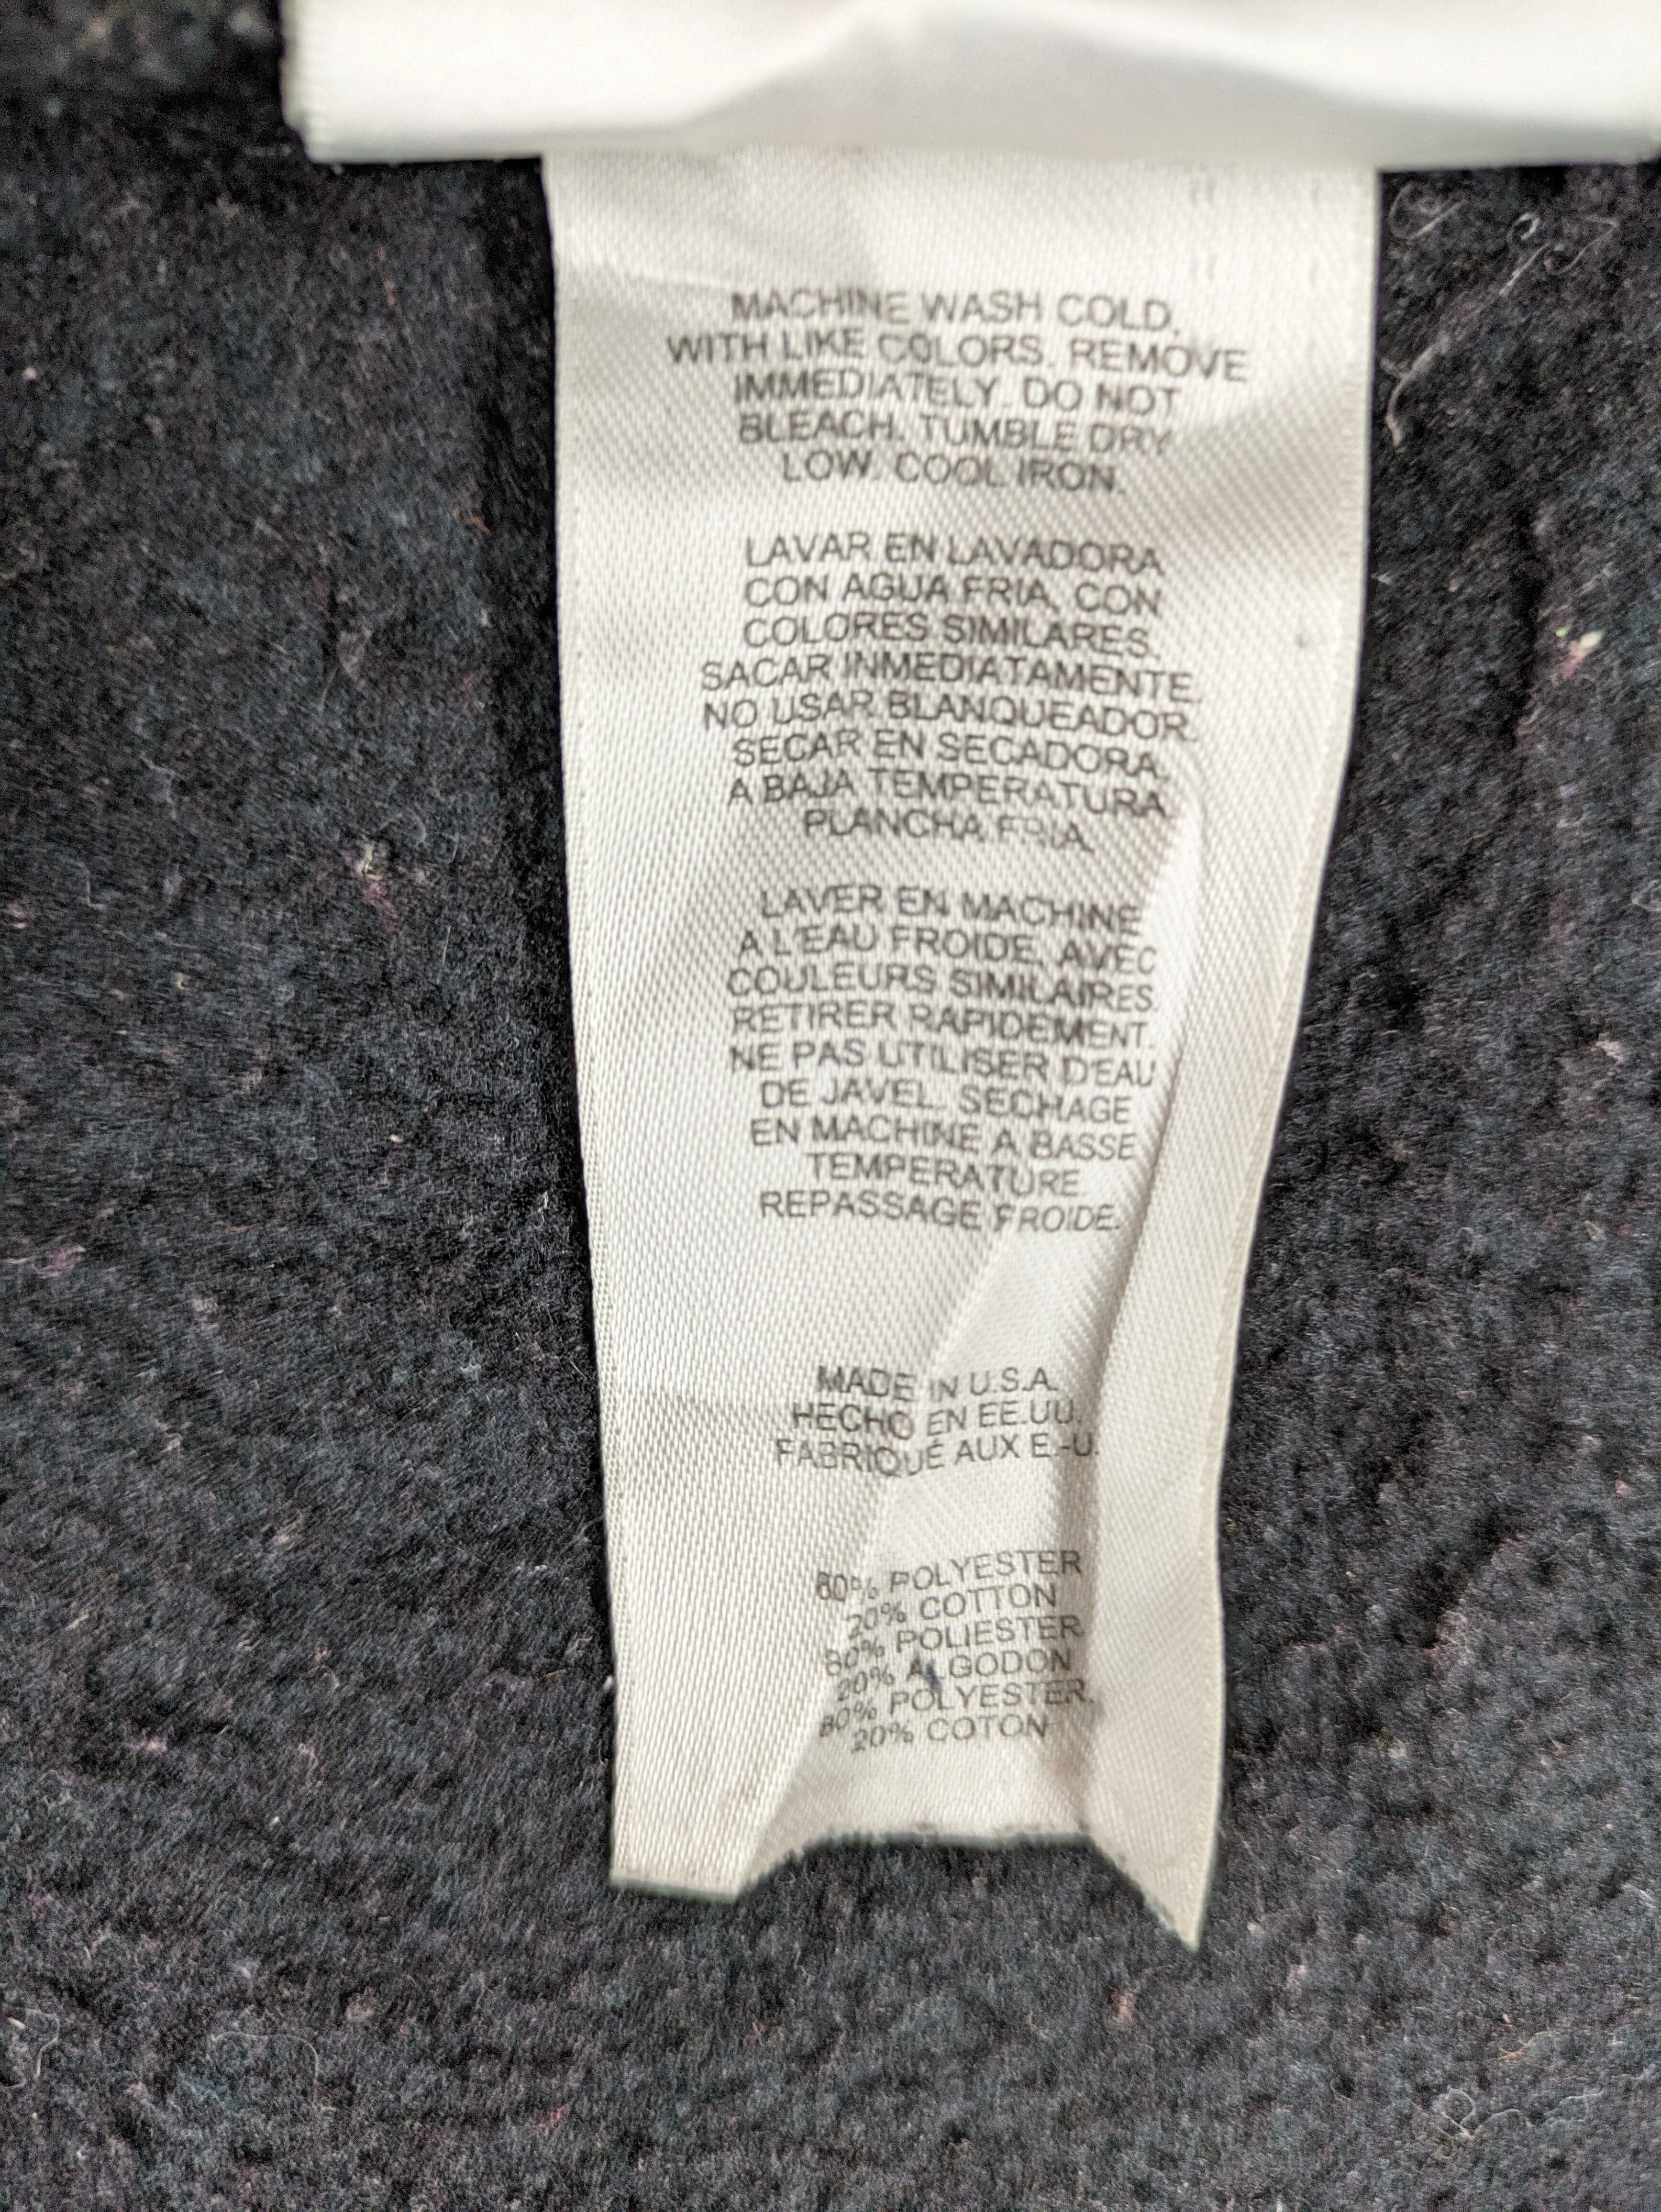 MACHINE WASH COLD,
WITH LIKE COLORS. REMOVE
IMMEDIATELY. DO NOT
BLEACH. TUMBLE DRY
LOW. COOL IRON.
LAVAR EN LAVADORA
CON AGUA FRIA, CON
COLORES SIMILARES.
SACAR INMEDIATAMENTE.
NO USAR BLANQUEADOR.
SECAR EN SECADORA,
A BAJA TEMPERATURA
PLANCHA FRIA.
LAVER EN MACHINE
A L'EAU FROIDE, AVEC
COULEURS SIMILAIRES
RETIRER RAPIDEMENT.
NE PAS UTILISER D'EAU
DE JAVEL. SECHAGE
EN MACHINE A BASSE
TEMPERATURE
REPASSAGE FROIDE.
MADE IN U.S.A.
HECHO EN EE.UU.
FABRIQUÉ AUX E.-U.
80% POLYESTER
20% COTTON
80% POLIESTER
20% ALGODON
80% POLYESTER,
20% COTON